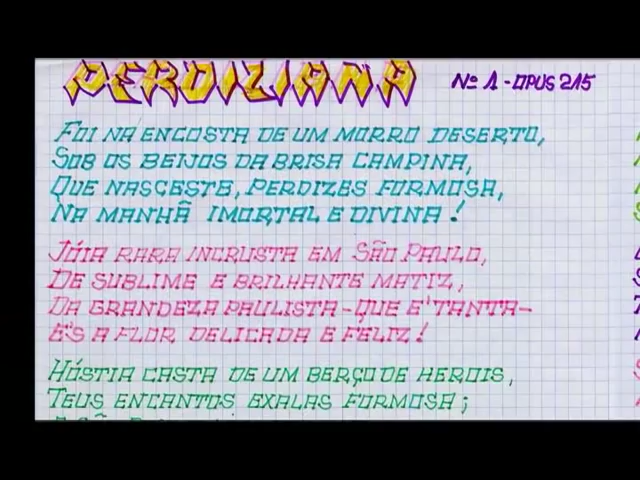 PERDIZIANA Nº 1 - OPUS 215
FOI NA ENCOSTA DE UM MORRO DESERTO,
SOB OS BEIJOS DA BRISA CAMPINA,
QUE NASCESTE, PERDIZES FORMOSA,
NA MANHÃ IMORTAL E DIVINA!
JÓIA RARA INCRUSTA EM SÃO PAULO,
DE SUBLIME E BRILHANTE MATIZ,
DA GRANDEZA PAULISTA-QUE É TANTA-
ÉS A FLOR DELICADA E FELIZ!
HÓSTIA CASTA DE UM BERÇO DE HEROIS,
TEUS ENCANTOS EXALAS FORMOSA;